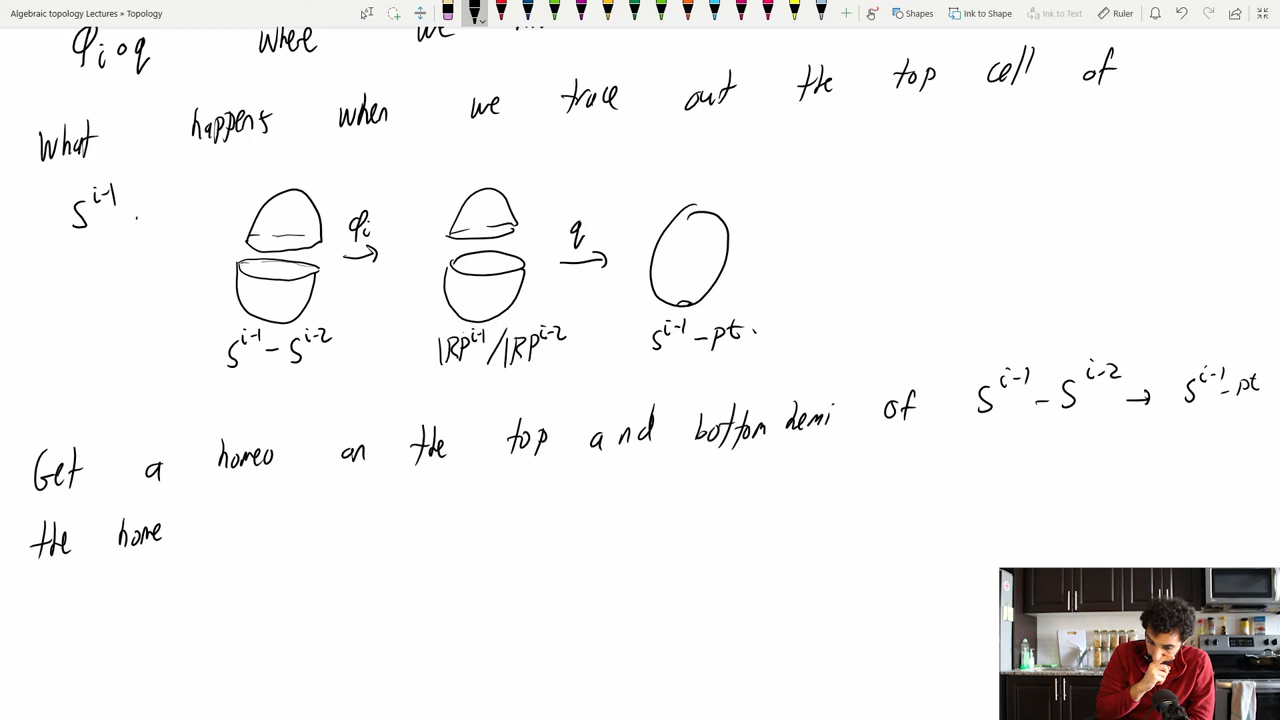 Algebraic topology Lectures » Topology
Shapes Ink to Shape Ink to Text Ruler
φi∘q where we
What happens when we trace out the top cell of
S^{i-1} .
φi q
S^{i-1} - S^{i-2} RP^{i-1}/RP^{i-2} S^{i-1} - pt.
Get a homeo on the top and bottom demi of S^{i-1} - S^{i-2} → S^{i-1} - pt
the home